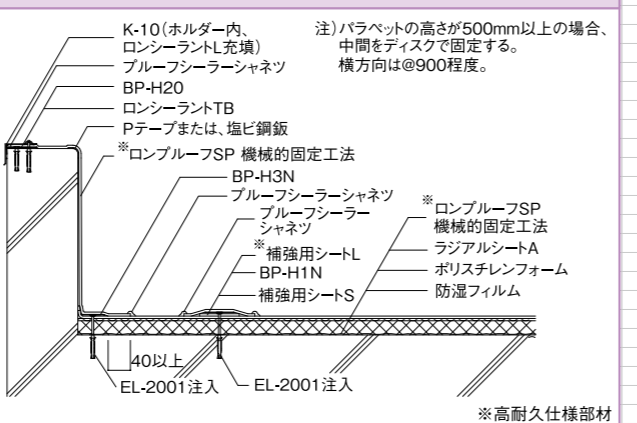 K-10(ホルダー内、
ロンシーラントL充填)
プルーフシーラーシャネツ
BP-H20
ロンシーラントTB
Pテープまたは、塩ビ鋼鈑
※ロンプルーフSP 機械的固定工法
注)パラペットの高さが500mm以上の場合、
中間をディスクで固定する。
横方向は@900程度。
BP-H3N
プルーフシーラーシャネツ
プルーフシーラー
シャネツ
※補強用シートL
BP-H1N
補強用シートS
※ロンプルーフSP
機械的固定工法
ラジアルシートA
ポリスチレンフォーム
防湿フィルム
40以上
EL-2001注入
EL-2001注入
※高耐久仕様部材